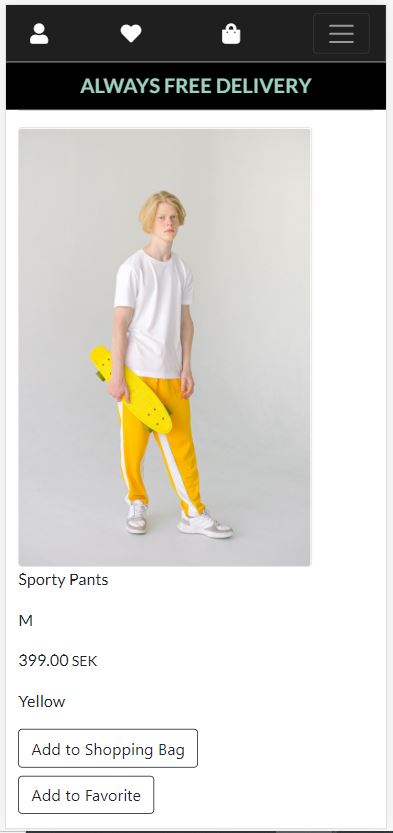 ALWAYS FREE DELIVERY
Sporty Pants
M
399.00 SEK
Yellow
Add to Shopping Bag
Add to Favorite